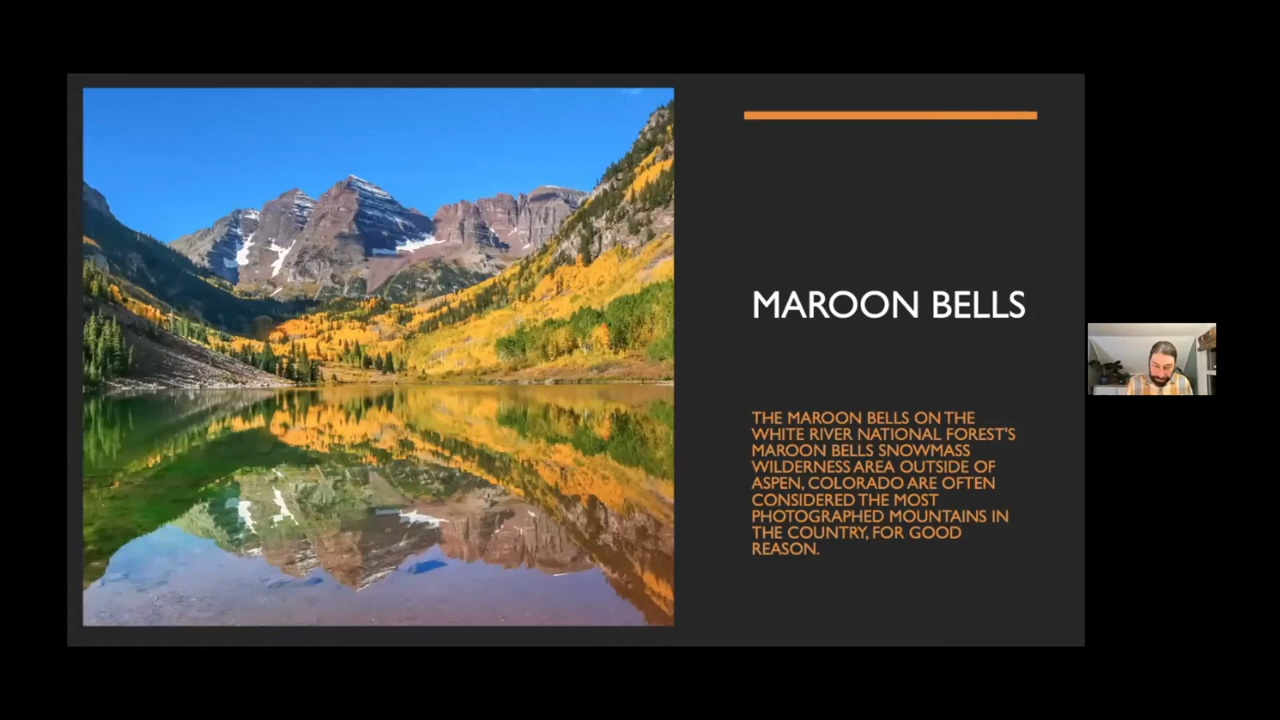 MAROON BELLS
THE MAROON BELLS ON THE
WHITE RIVER NATIONAL FOREST'S
MAROON BELLS SNOWMASS
WILDERNESS AREA OUTSIDE OF
ASPEN, COLORADO ARE OFTEN
CONSIDERED THE MOST
PHOTOGRAPHED MOUNTAINS IN
THE COUNTRY, FOR GOOD
REASON.